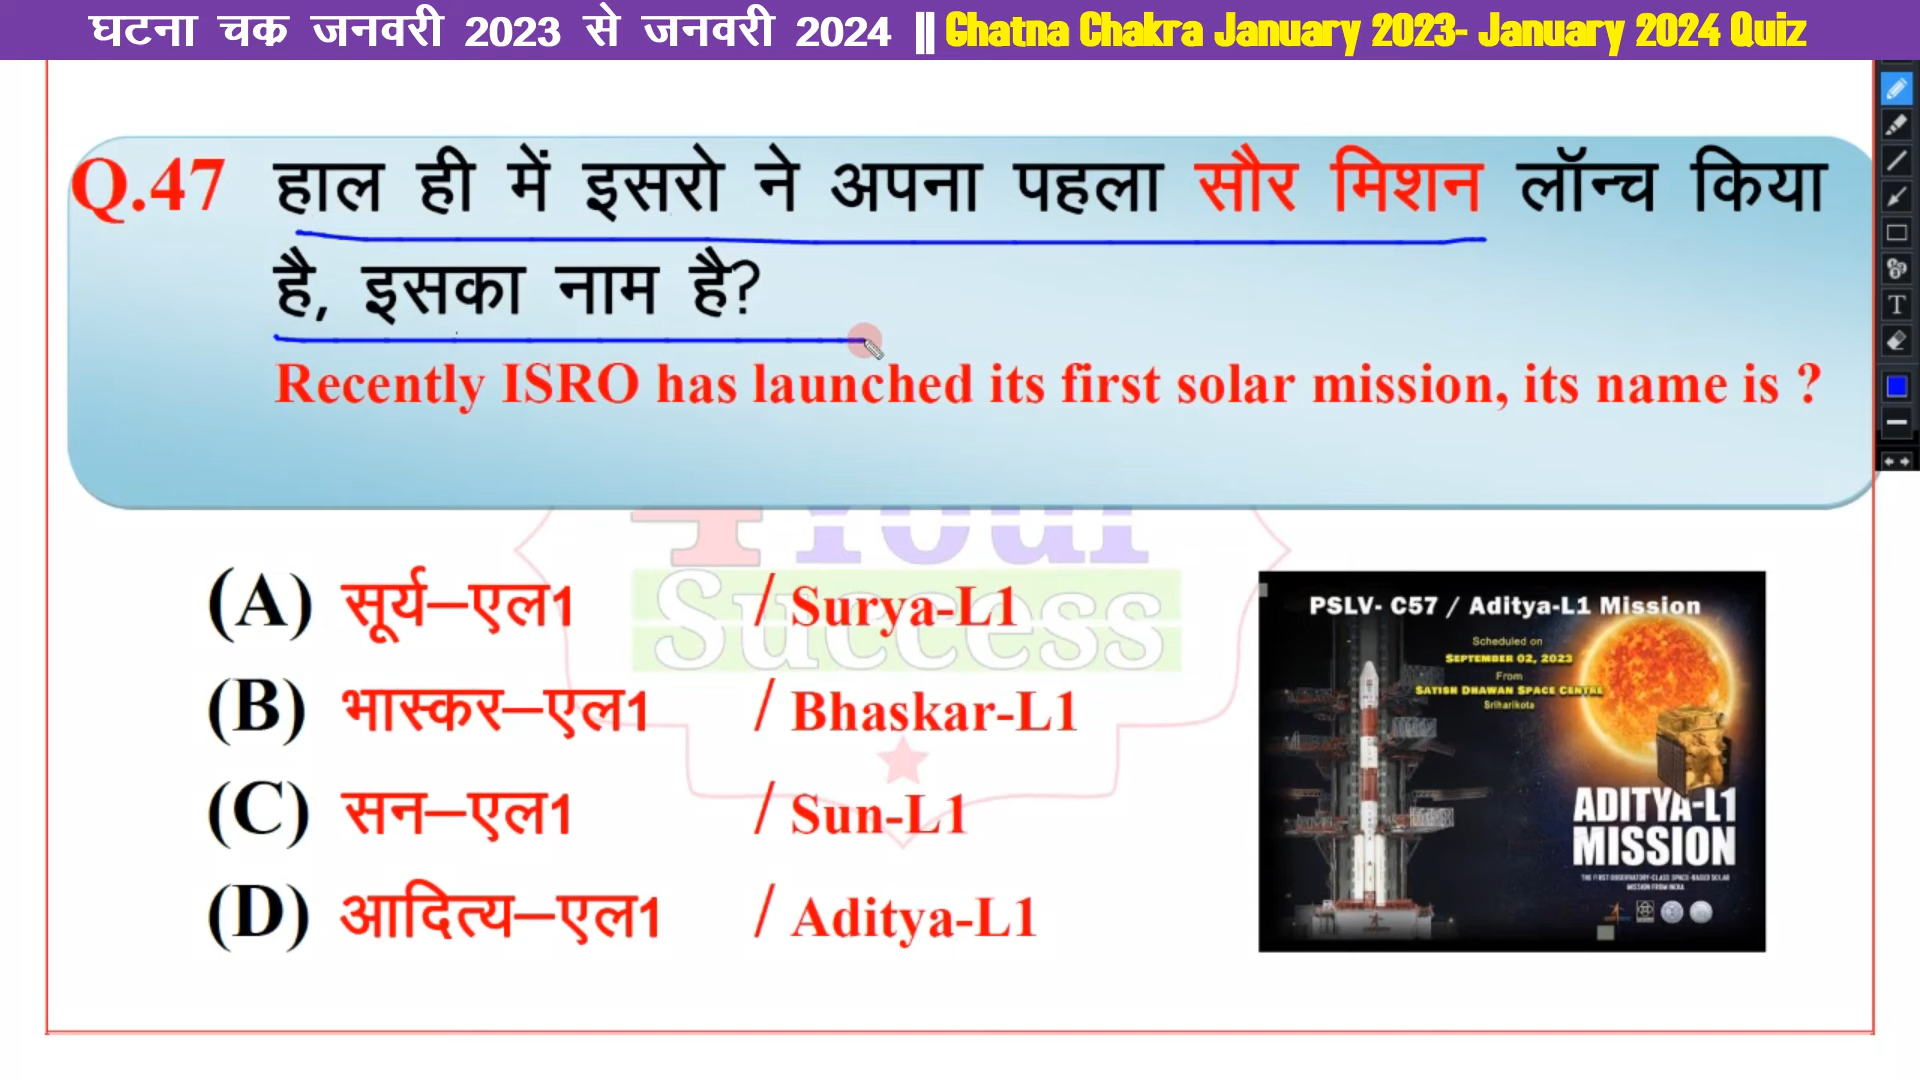 घटना चक्र जनवरी 2023 से जनवरी 2024 || Ghatna Chakra January 2023- January 2024 Quiz
Q.47 हाल ही में इसरो ने अपना पहला सौर मिशन लॉन्च किया
है, इसका नाम है?
Recently ISRO has launched its first solar mission, its name is ?
Your
Success
(A) सूर्य–एल1 / Surya-L1
(B) भास्कर–एल1 / Bhaskar-L1
(C) सन–एल1 / Sun-L1
(D) आदित्य–एल1 / Aditya-L1
PSLV- C57 / Aditya-L1 Mission
Scheduled on
SEPTEMBER 02, 2023
From
SATISH DHAWAN SPACE CENTRE
Sriharikota
ADITYA-L1
MISSION
THE FIRST OBSERVATORY-CLASS SPACE-BASED SOLAR
MISSION FROM INDIA
T